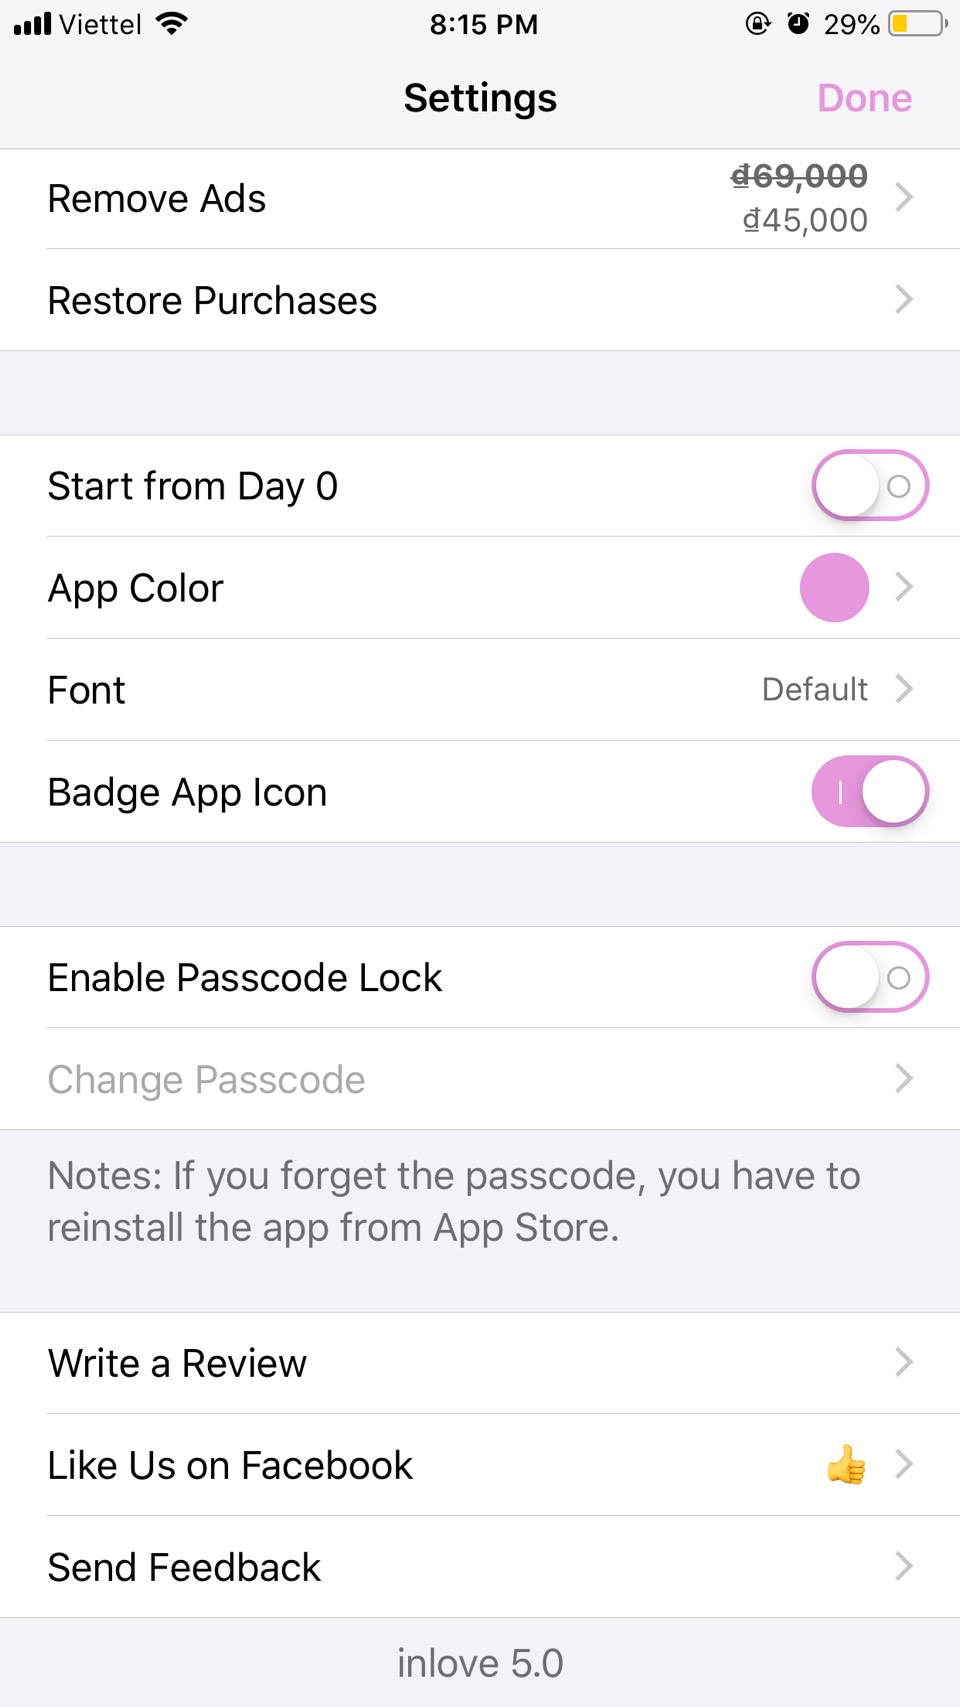 Viettel 8:15 PM 29%
Settings Done
Remove Ads ₫69,000
₫45,000
Restore Purchases
Start from Day 0
App Color
Font Default
Badge App Icon
Enable Passcode Lock
Change Passcode
Notes: If you forget the passcode, you have to
reinstall the app from App Store.
Write a Review
Like Us on Facebook 👍
Send Feedback
inlove 5.0